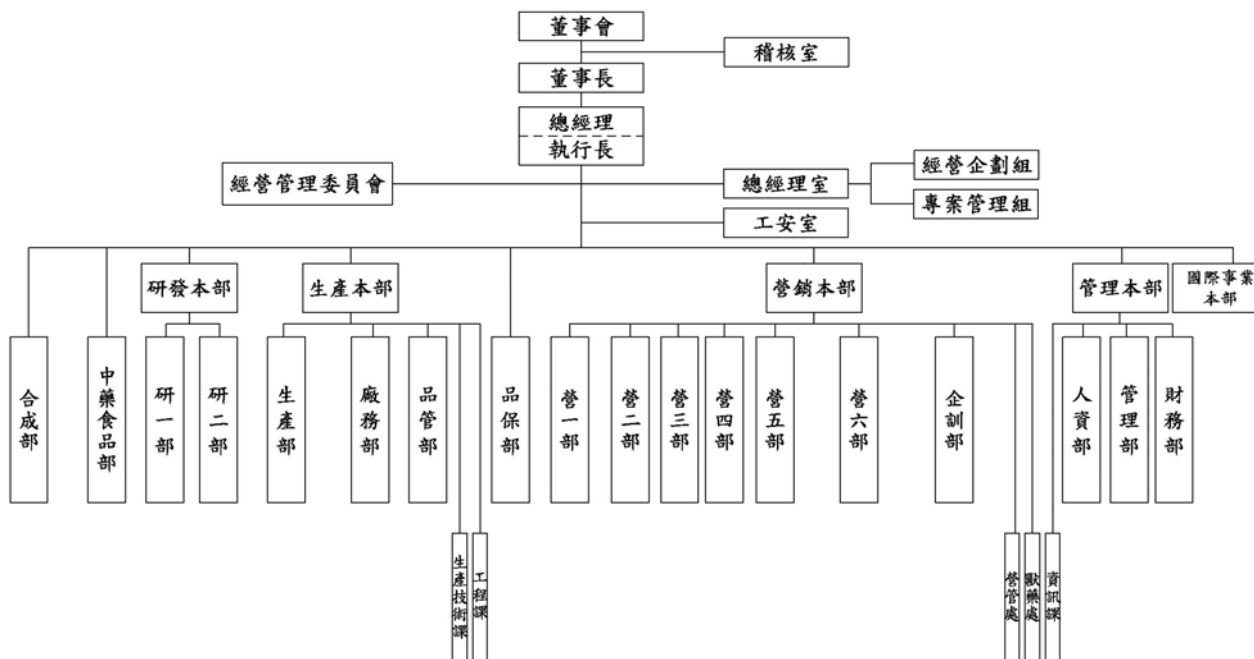 董事會
稽核室
董事長
總經理
執行長
經營管理委員會
總經理室
經營企劃組
專案管理組
工安室
研發本部
生產本部
營銷本部
管理本部
國際事業
本部
合成部
中藥食品部
研一部
研二部
生產部
廠務部
品管部
品保部
營一部
營二部
營三部
營四部
營五部
營六部
企訓部
人資部
管理部
財務部
生產技術課
工程課
營管處
獸藥處
資訊課